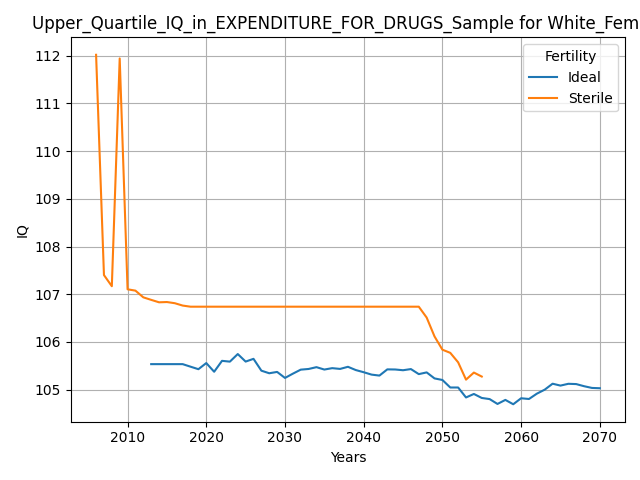 Upper_Quartile_IQ_in_EXPENDITURE_FOR_DRUGS_Sample for White_Fem
Fertility
Ideal
Sterile
112
111
110
109
108
107
106
105
IQ
2010 2020 2030 2040 2050 2060 2070
Years